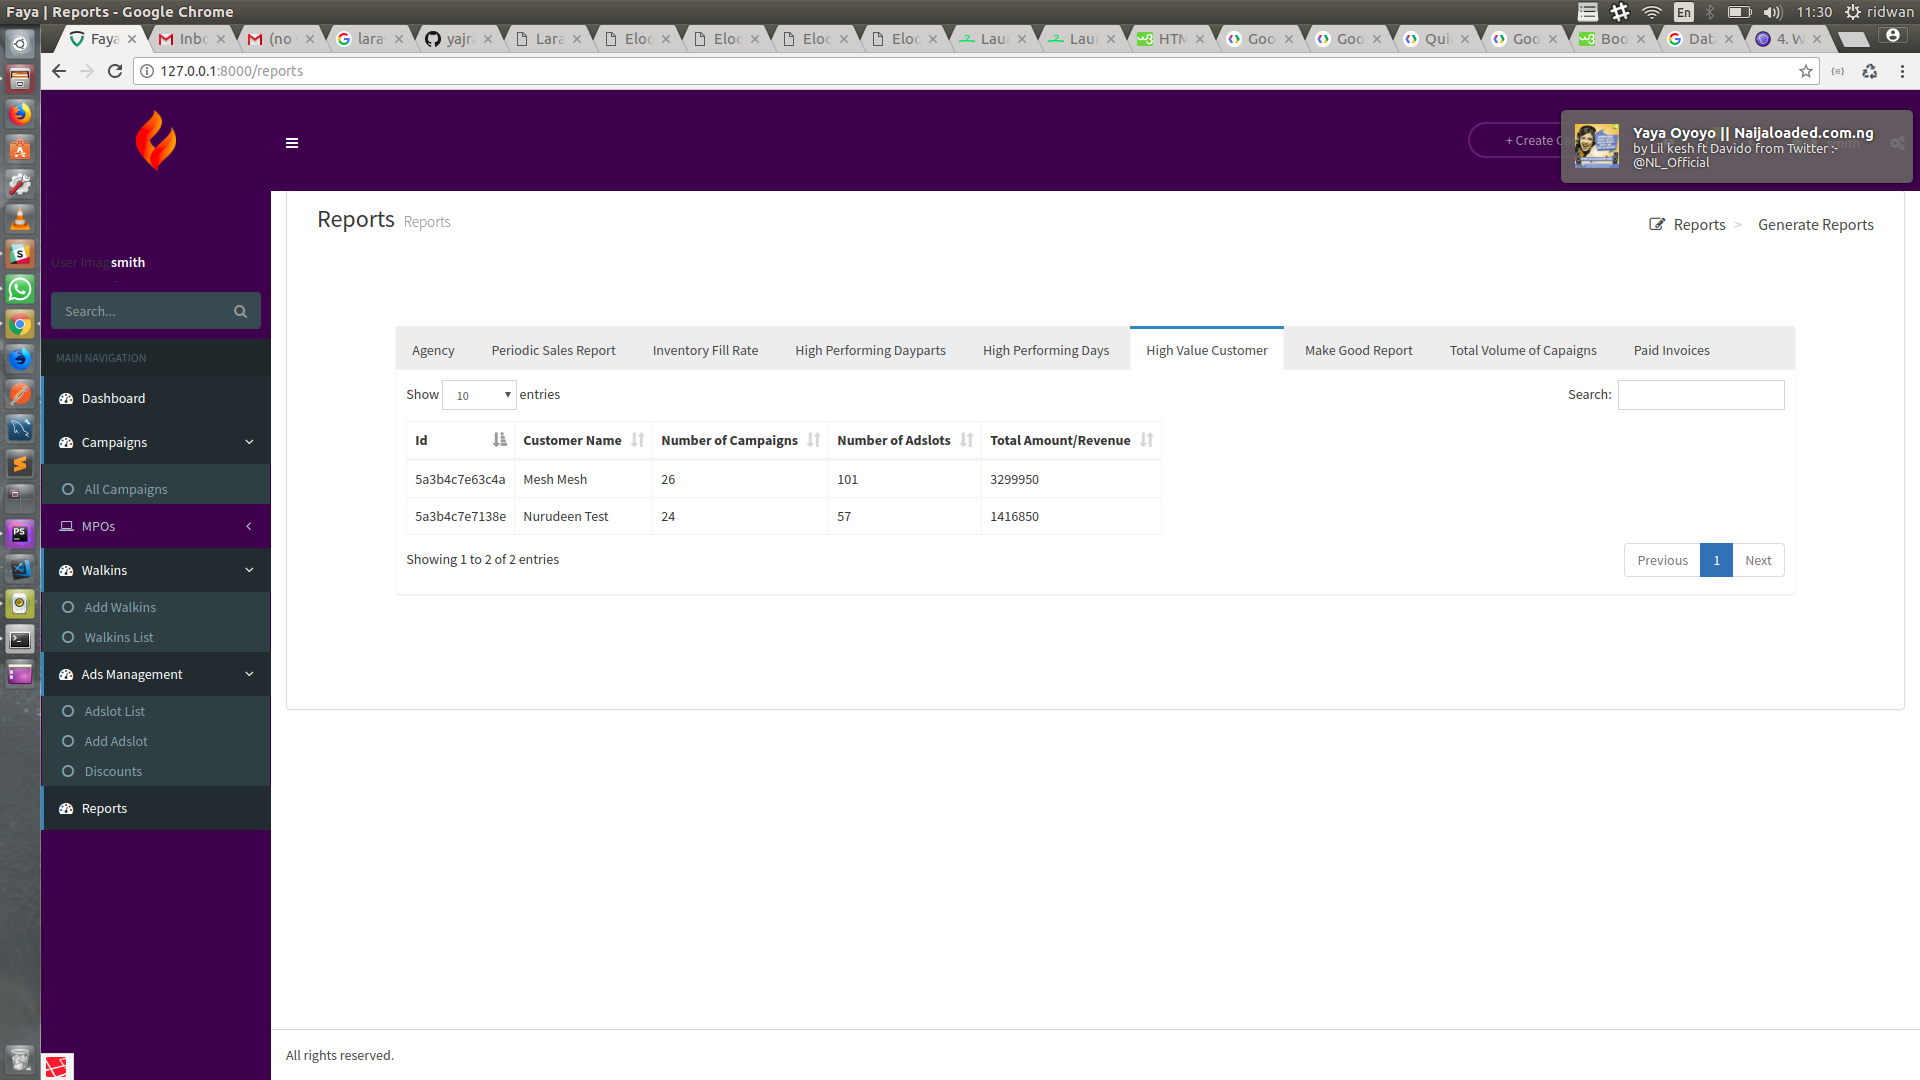 Faya | Reports - Google Chrome
En 11:30 ridwan
Faya Inbo (no lara yajra Lara Eloc Eloc Eloc Eloc Laur Laur HTM Goo Goo Qui Goo Boo Dat 4. W
127.0.0.1:8000/reports
+ Create
Yaya Oyoyo || Naijaloaded.com.ng
by Lil kesh ft Davido from Twitter :-
@NL_Official
Reports Reports
Reports > Generate Reports
User Imag smith
Search...
MAIN NAVIGATION
Dashboard
Campaigns
All Campaigns
MPOs
Walkins
Add Walkins
Walkins List
Ads Management
Adslot List
Add Adslot
Discounts
Reports
Agency Periodic Sales Report Inventory Fill Rate High Performing Dayparts High Performing Days High Value Customer Make Good Report Total Volume of Capaigns Paid Invoices
Show 10 entries
Search:
Id Customer Name Number of Campaigns Number of Adslots Total Amount/Revenue
5a3b4c7e63c4a Mesh Mesh 26 101 3299950
5a3b4c7e7138e Nurudeen Test 24 57 1416850
Showing 1 to 2 of 2 entries
Previous 1 Next
All rights reserved.